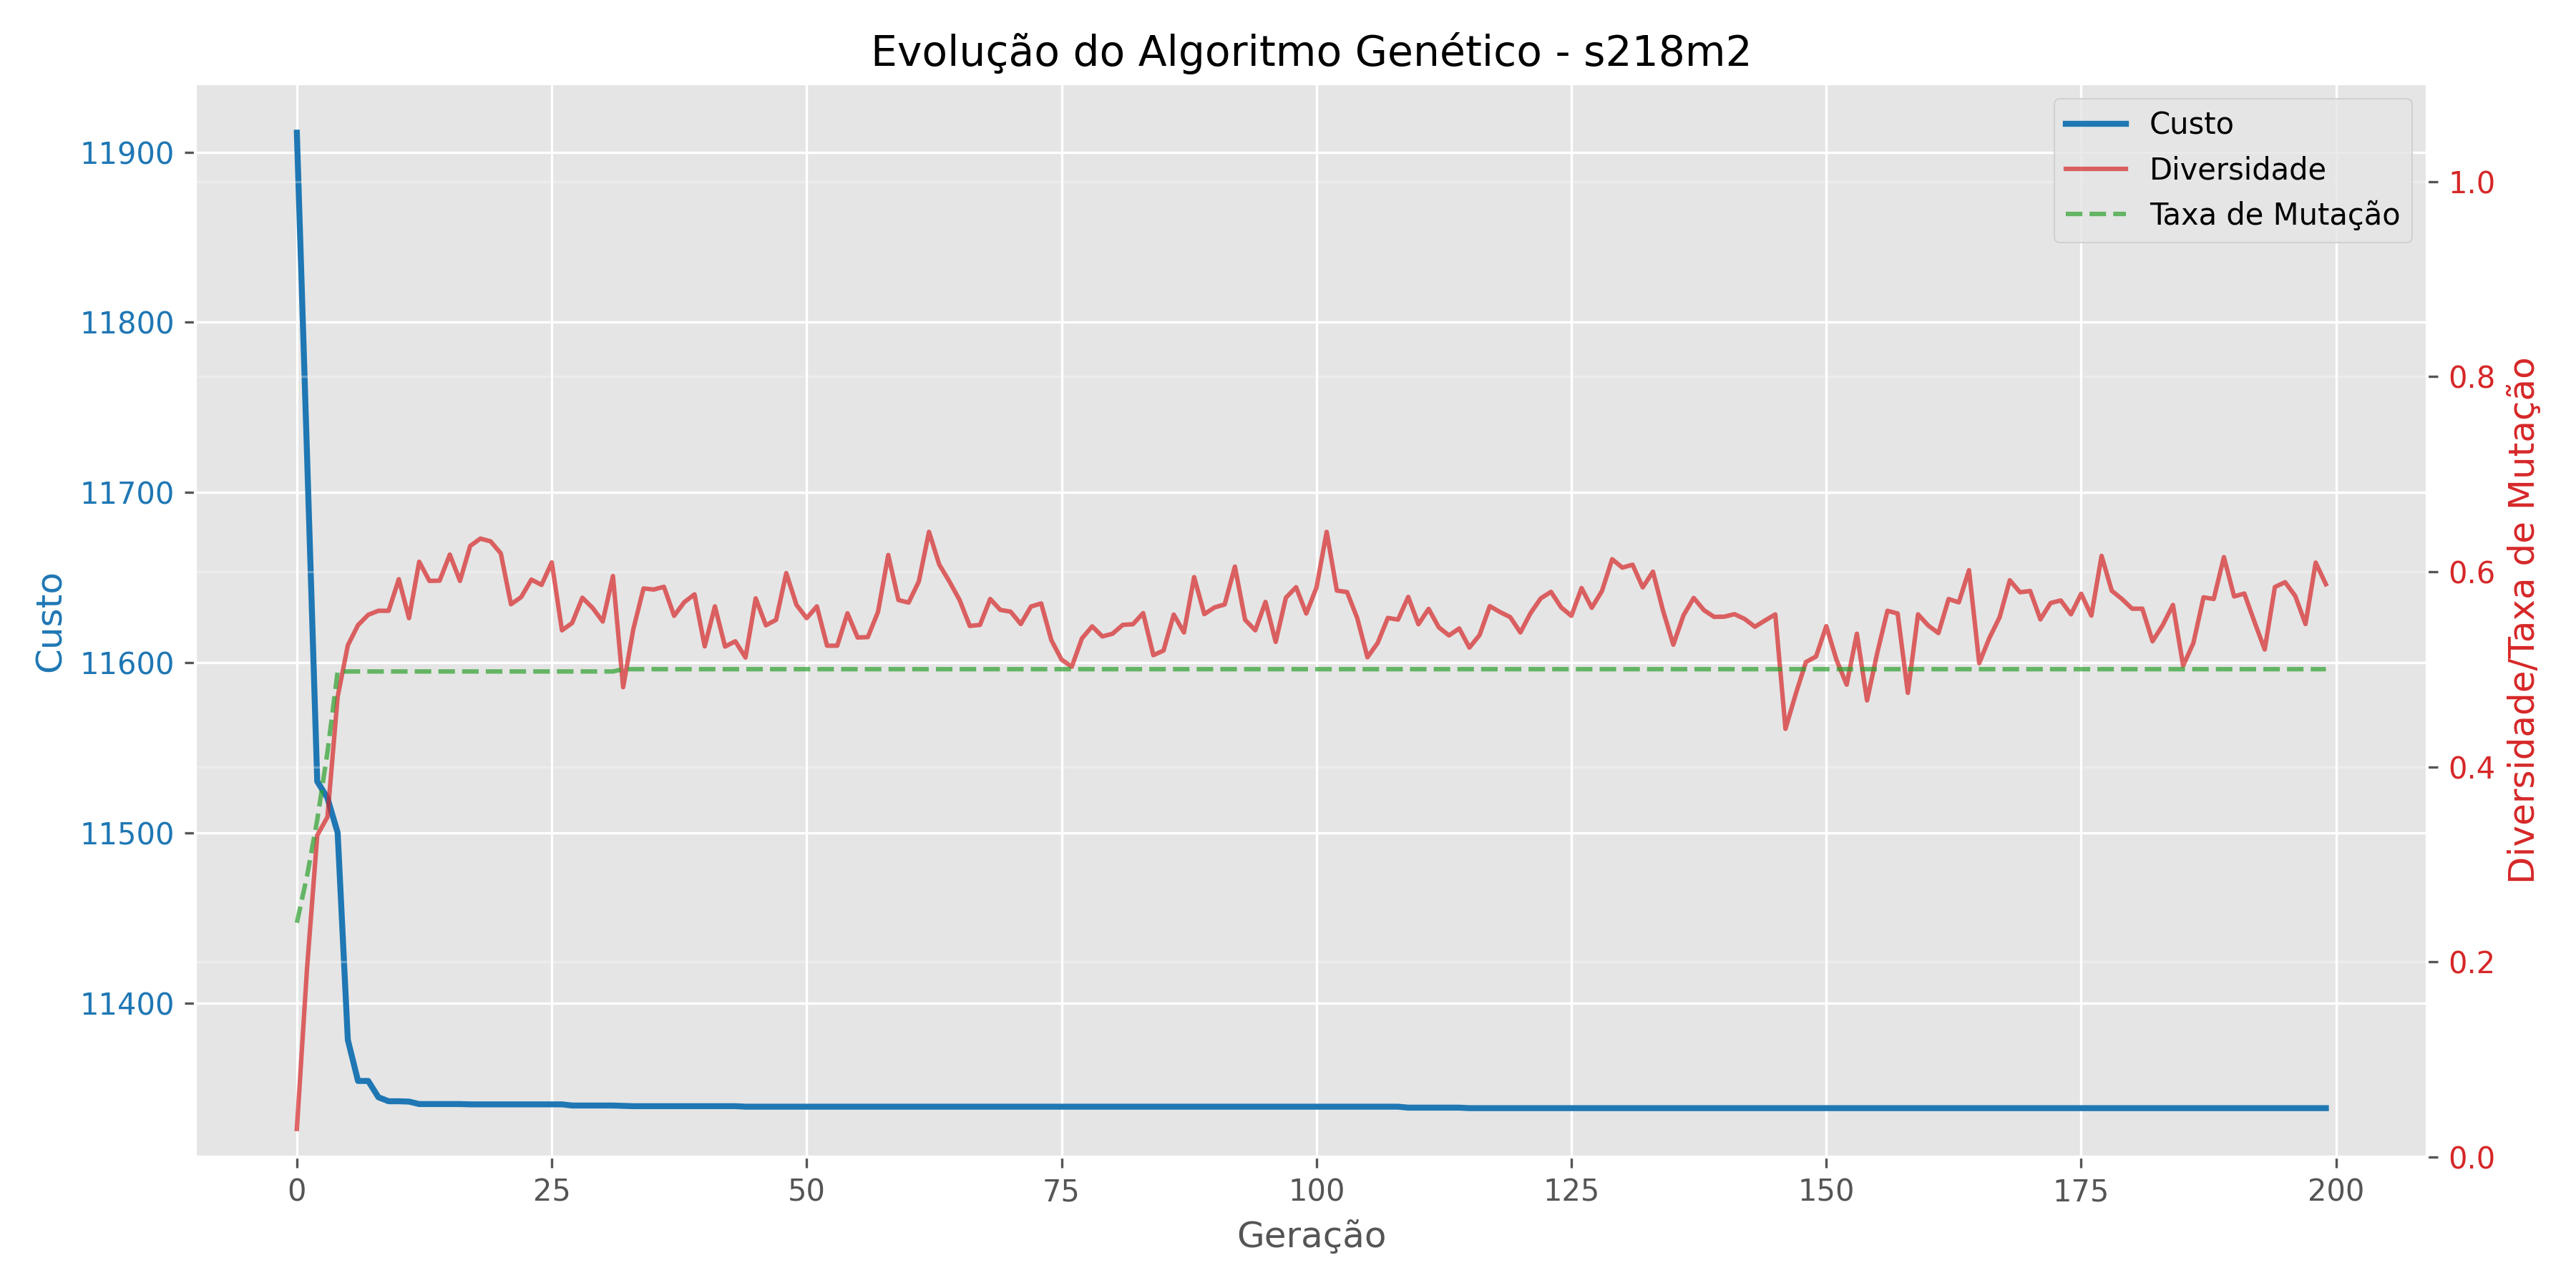 Evolução do Algoritmo Genético - s218m2
Custo
Diversidade
Taxa de Mutação
11900
11800
11700
11600
11500
11400
Custo
1.0
0.8
0.6
0.4
0.2
0.0
Diversidade/Taxa de Mutação
0 25 50 75 100 125 150 175 200
Geração